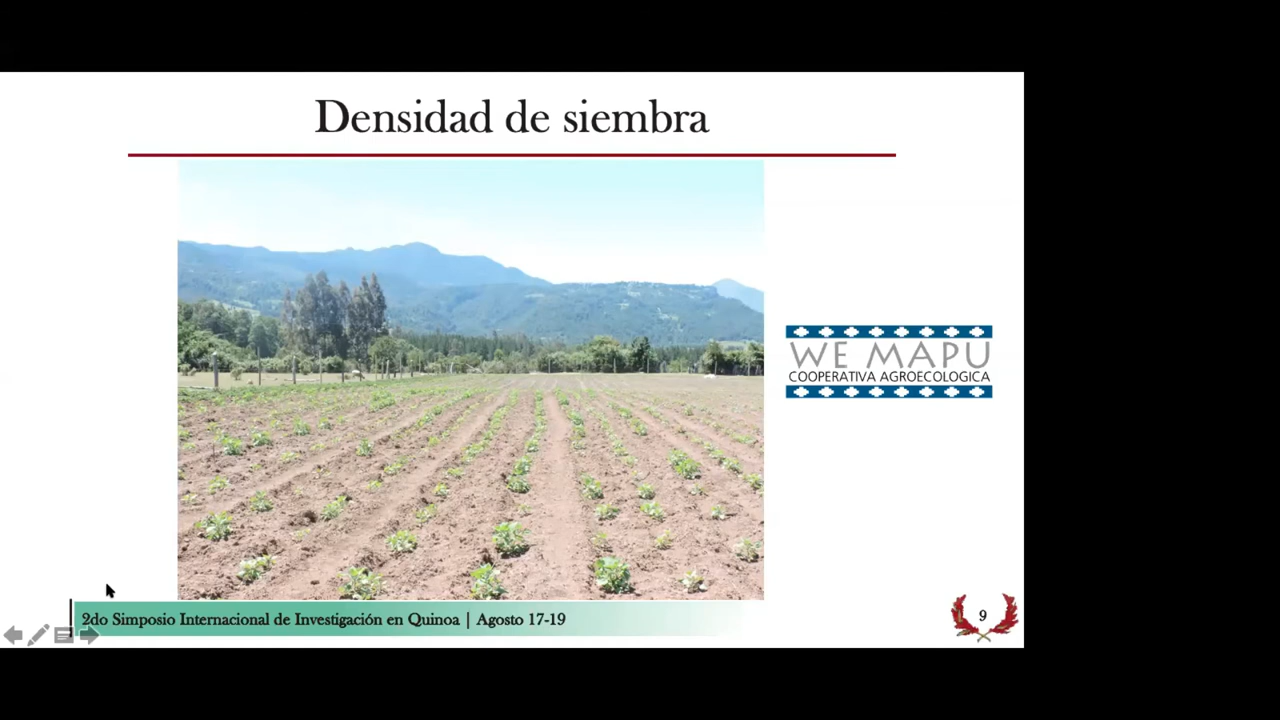 Densidad de siembra
WE MAPU
COOPERATIVA AGROECOLOGICA
2do Simposio Internacional de Investigación en Quinoa | Agosto 17-19
9